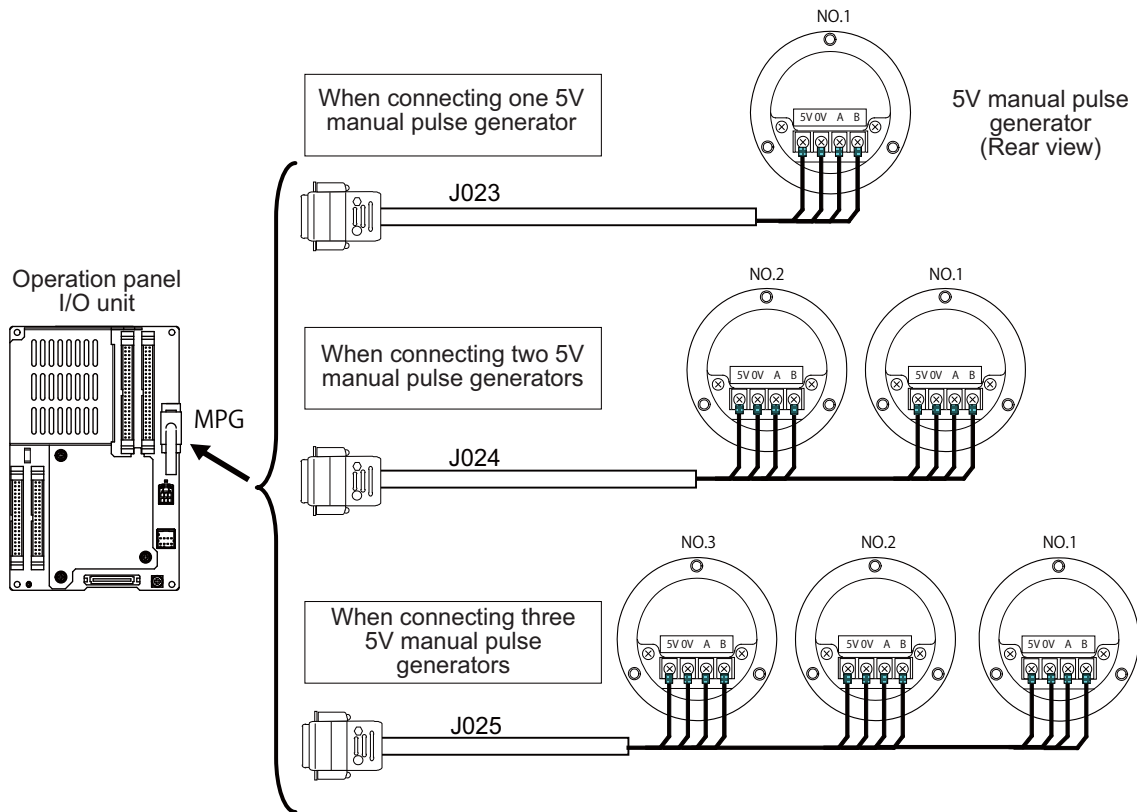 NO.1
When connecting one 5V
manual pulse generator
5V 0V A B
5V manual pulse
generator
(Rear view)
J023
Operation panel
I/O unit
MPG
NO.2
NO.1
When connecting two 5V
manual pulse generators
5V 0V A B
5V 0V A B
J024
NO.3
NO.2
NO.1
When connecting three
5V manual pulse
generators
5V 0V A B
5V 0V A B
5V 0V A B
J025